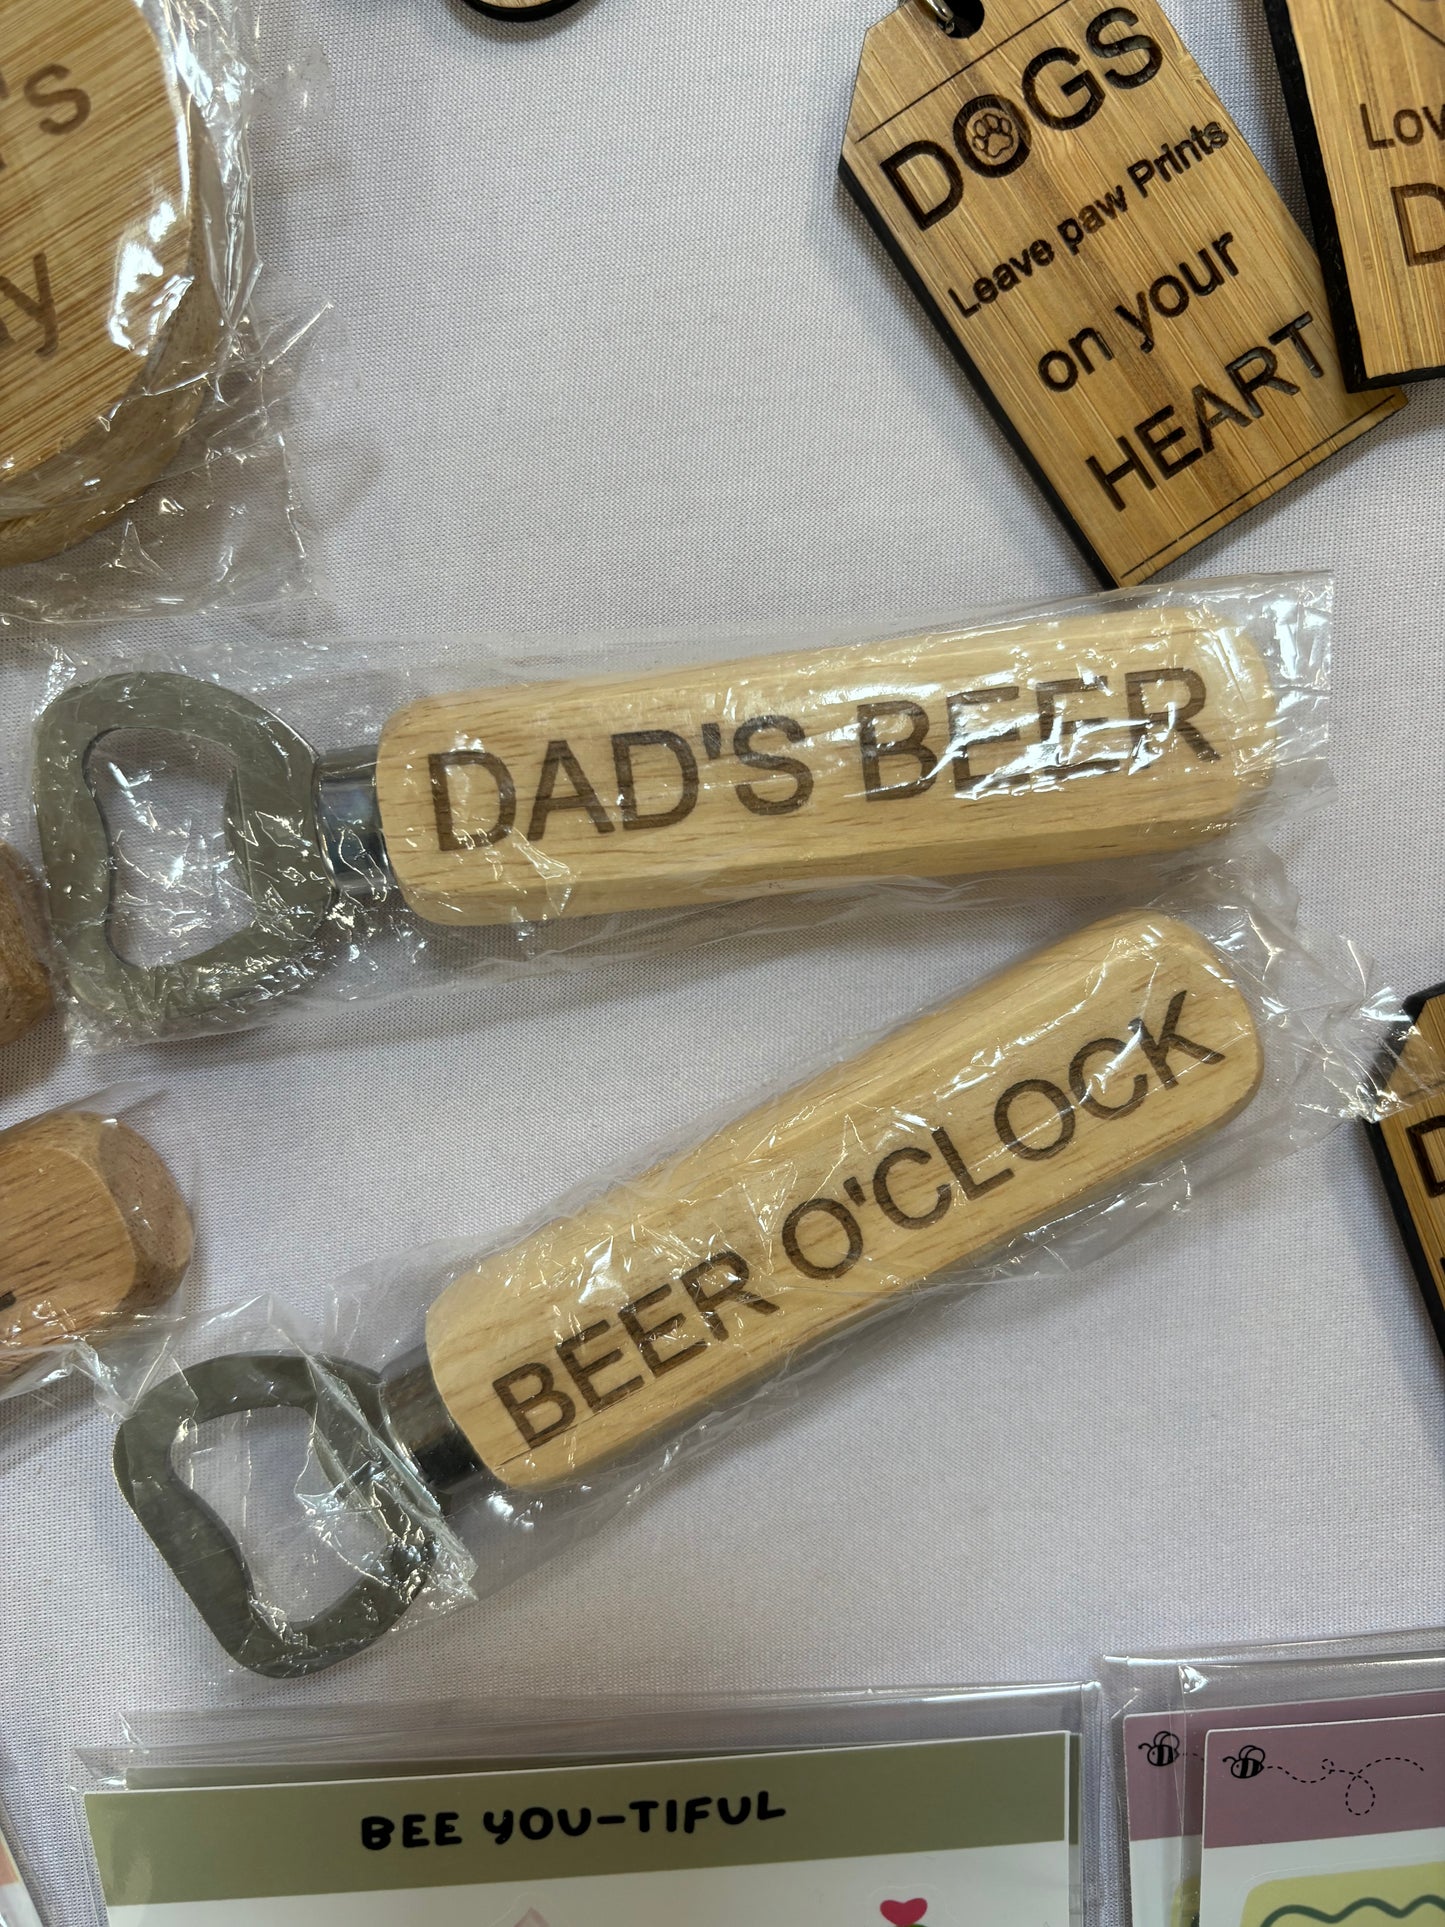 DOGS
Leave paw Prints
on your
HEART
DAD'S BEER
BEER O'CLOCK
BEE YOU-TIFUL